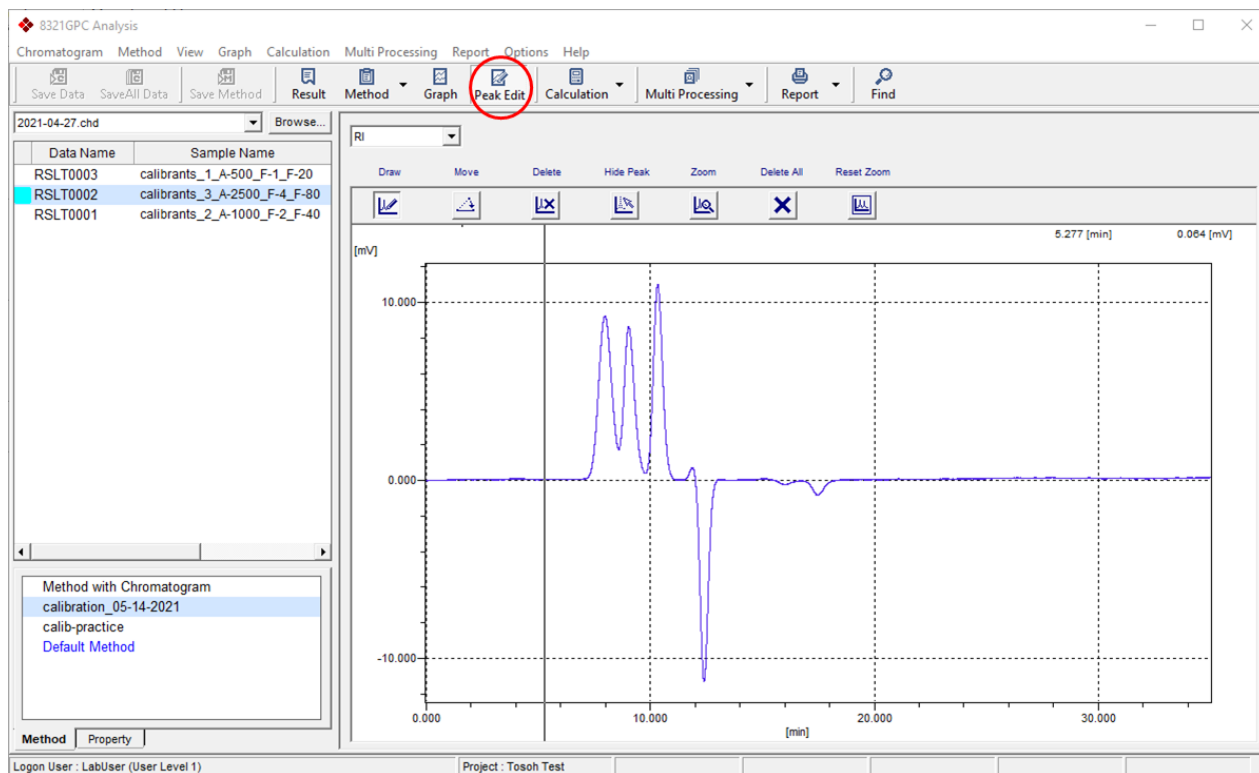 8321GPC Analysis
Chromatogram Method View Graph Calculation Multi Processing Report Options Help
Save Data SaveAll Data Save Method Result Method Graph Peak Edit Calculation Multi Processing Report Find
2021-04-27.chd Browse...
Data Name Sample Name
RSLT0003 calibrants_1_A-500_F-1_F-20
RSLT0002 calibrants_3_A-2500_F-4_F-80
RSLT0001 calibrants_2_A-1000_F-2_F-40
Method with Chromatogram
calibration_05-14-2021
calib-practice
Default Method
Method Property
RI
Draw Move Delete Hide Peak Zoom Delete All Reset Zoom
5.277 [min] 0.064 [mV]
[mV]
10.000
0.000
-10.000
0.000 10.000 20.000 30.000
[min]
Logon User : LabUser (User Level 1) Project : Tosoh Test